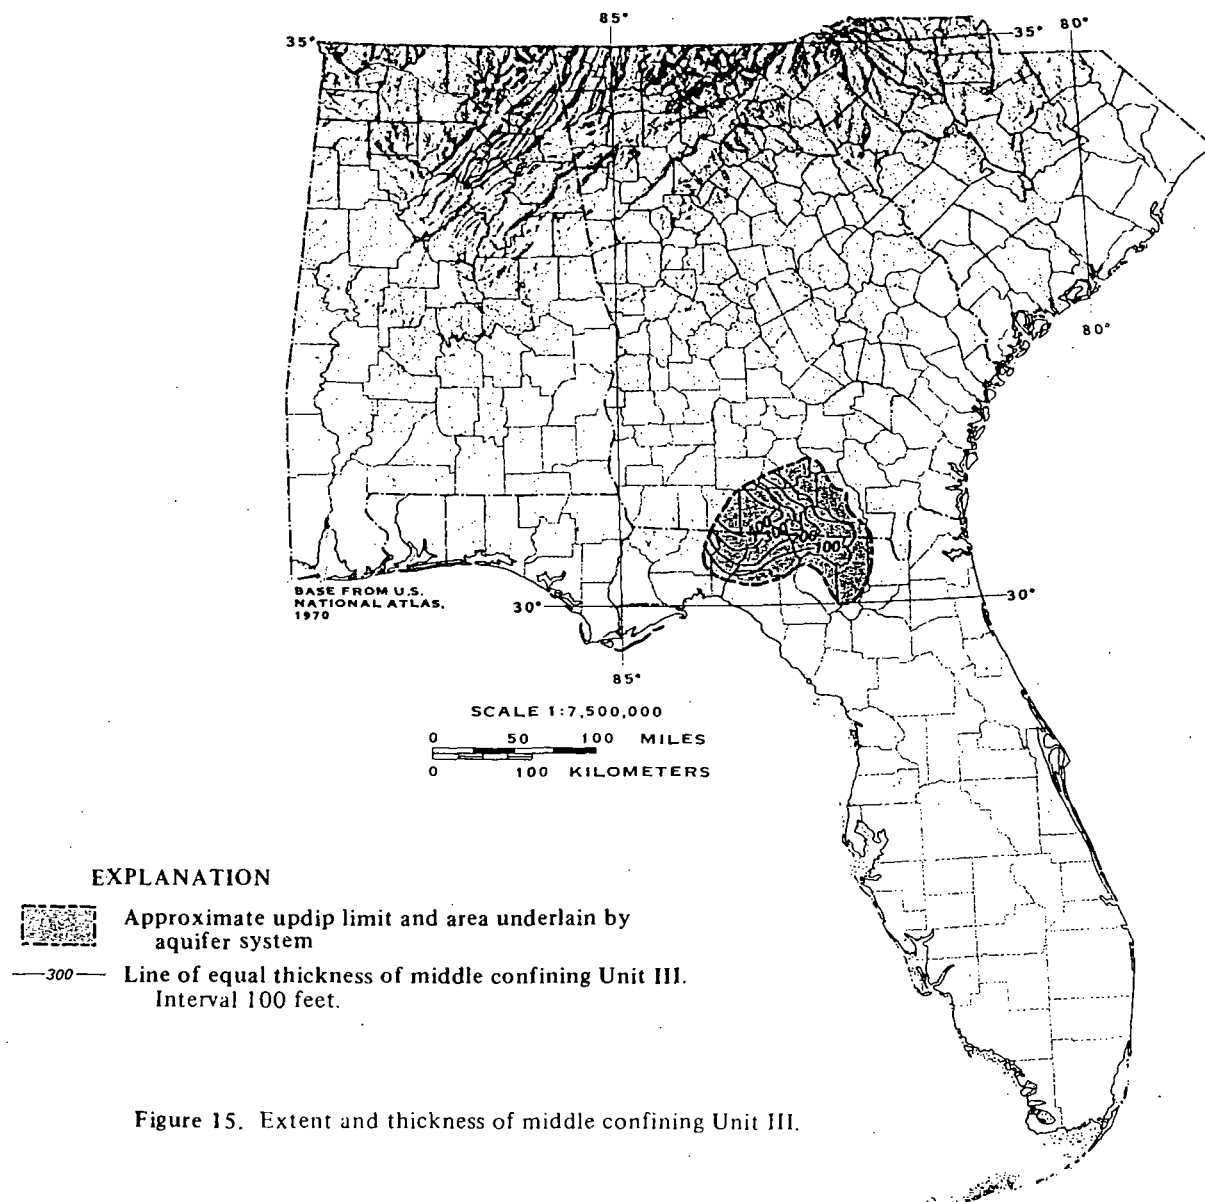 85°
80°
35°
35°
80°
BASE FROM U.S.
NATIONAL ATLAS,
1970
30°
30°
85°
100
SCALE 1:7,500,000
0 50 100 MILES
0 100 KILOMETERS
EXPLANATION
Approximate updip limit and area underlain by
aquifer system
300 Line of equal thickness of middle confining Unit III.
Interval 100 feet.
Figure 15. Extent and thickness of middle confining Unit III.